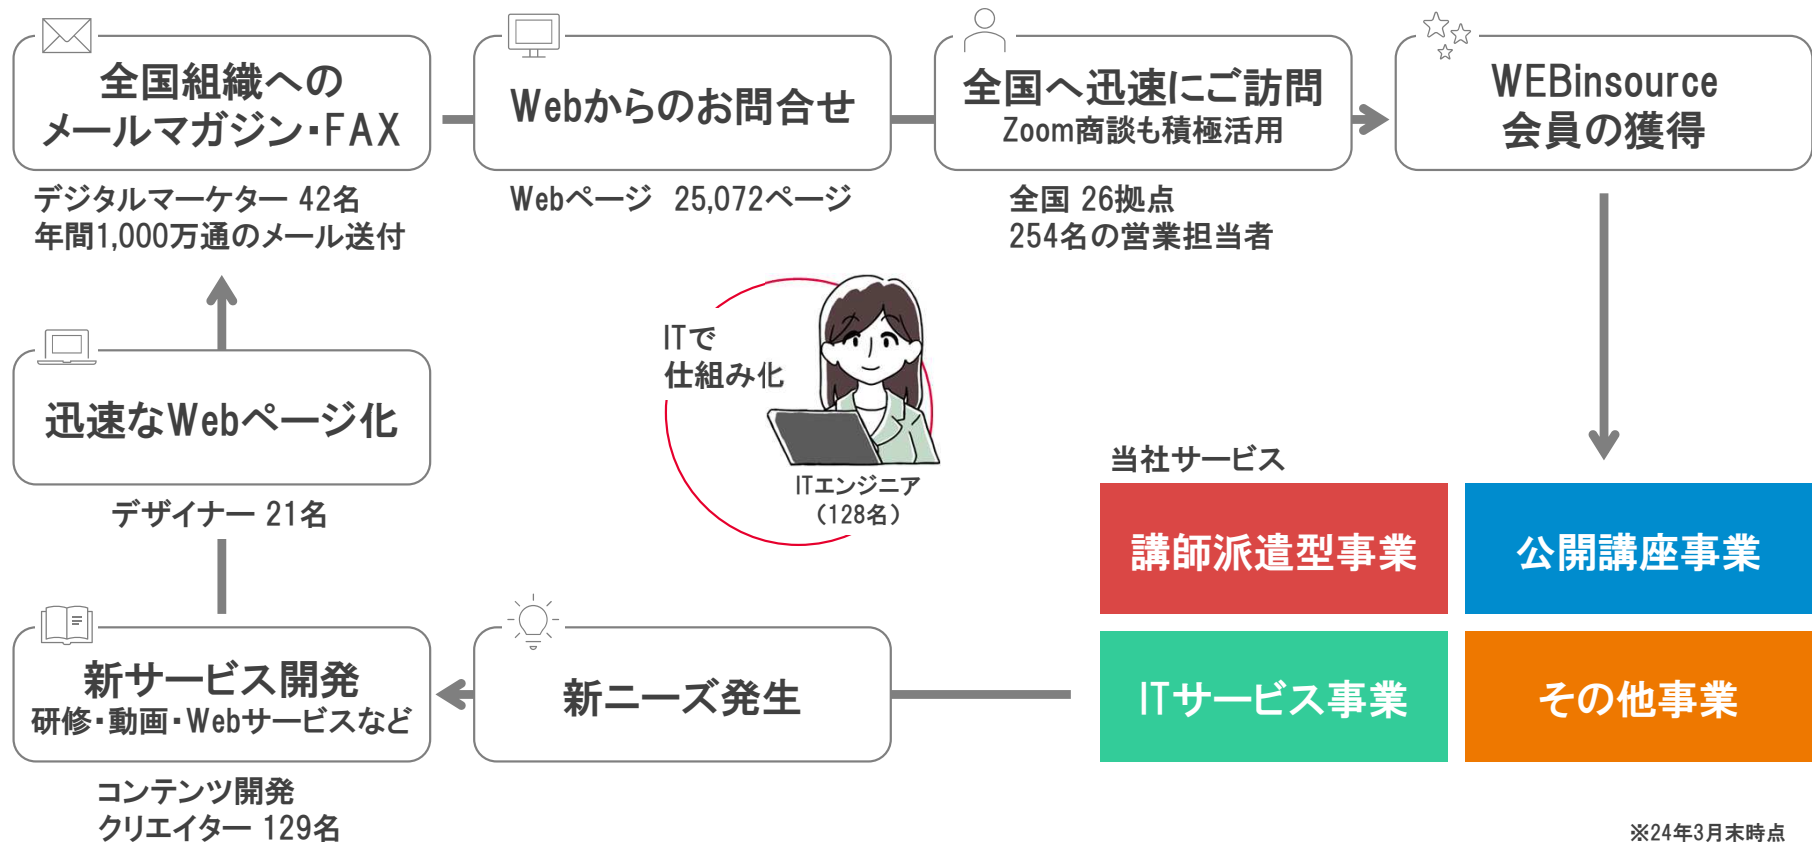 全国組織への
メールマガジン・FAX
デジタルマーケター 42名
年間1,000万通のメール送付
Webからのお問合せ
Webページ 25,072ページ
全国へ迅速にご訪問
Zoom商談も積極活用
全国 26拠点
254名の営業担当者
WEBinsource
会員の獲得
迅速なWebページ化
デザイナー 21名
ITで
仕組み化
ITエンジニア
（128名）
当社サービス
講師派遣型事業
公開講座事業
ITサービス事業
その他事業
新サービス開発
研修・動画・Webサービスなど
コンテンツ開発
クリエイター 129名
新ニーズ発生
※24年3月末時点